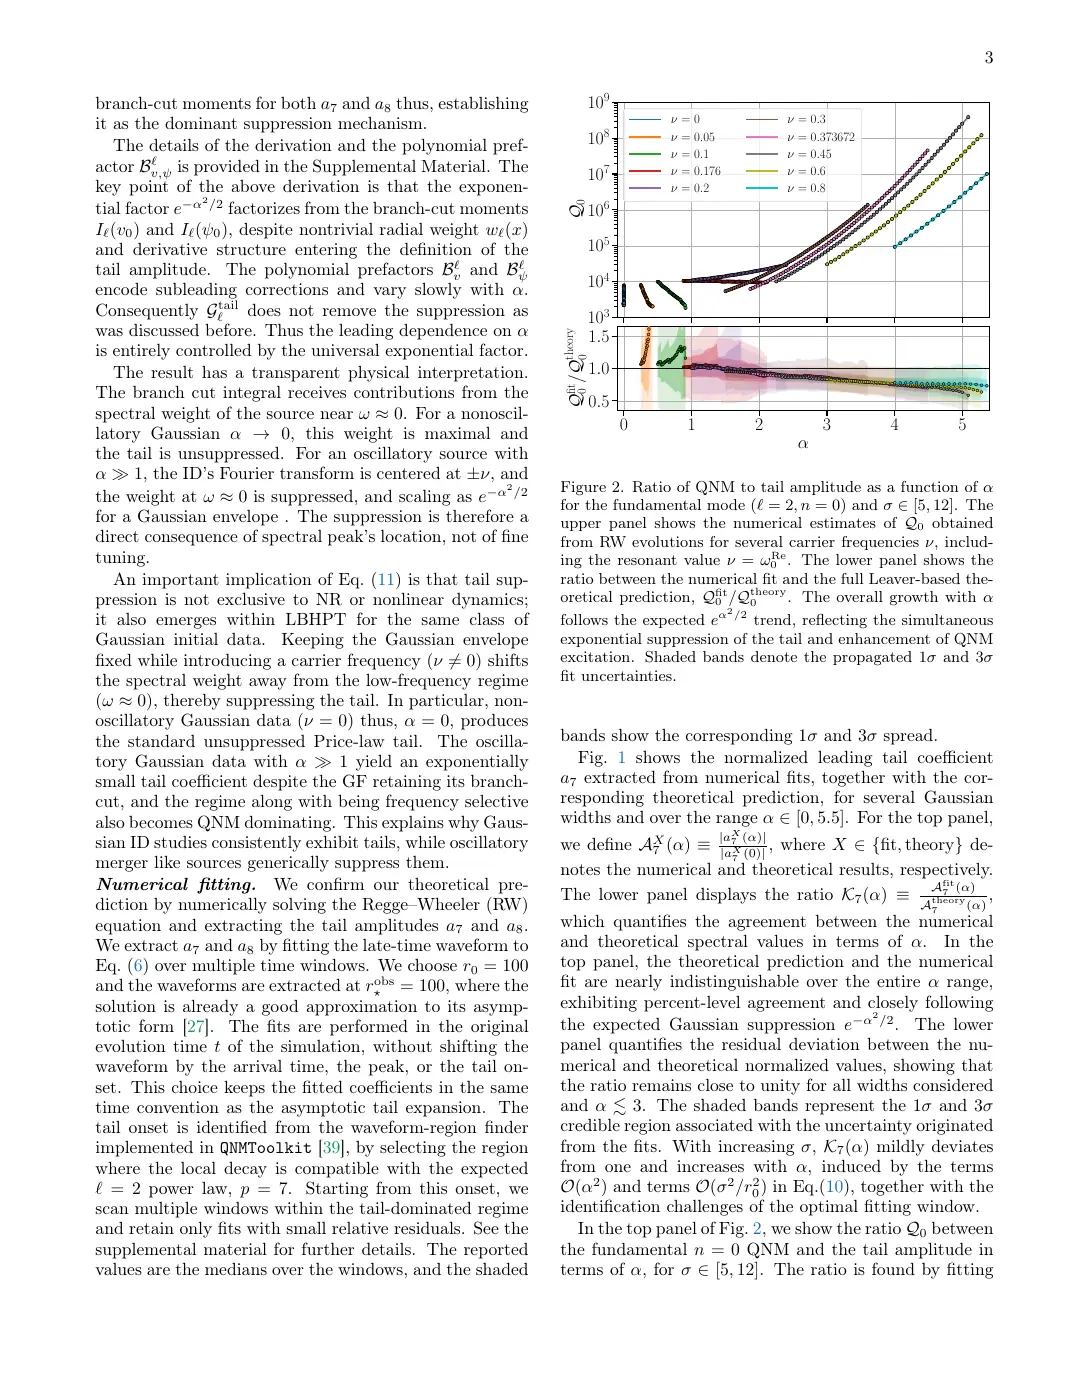 3
branch-cut moments for both a₇ and a₈ thus, establishing
it as the dominant suppression mechanism.
The details of the derivation and the polynomial pref-
actor 𝓑ᵛ,ψ^ℓ is provided in the Supplemental Material. The
key point of the above derivation is that the exponen-
tial factor e^{−α²/2} factorizes from the branch-cut moments
I_ℓ(v₀) and I_ℓ(ψ₀), despite nontrivial radial weight w_ℓ(x)
and derivative structure entering the definition of the
tail amplitude. The polynomial prefactors 𝓑_v^ℓ and 𝓑_ψ^ℓ
encode subleading corrections and vary slowly with α.
Consequently 𝒢_ℓ^{tail} does not remove the suppression as
was discussed before. Thus the leading dependence on α
is entirely controlled by the universal exponential factor.
The result has a transparent physical interpretation.
The branch cut integral receives contributions from the
spectral weight of the source near ω ≈ 0. For a nonoscil-
latory Gaussian α → 0, this weight is maximal and
the tail is unsuppressed. For an oscillatory source with
α ≫ 1, the ID's Fourier transform is centered at ±ν, and
the weight at ω ≈ 0 is suppressed, and scaling as e^{−α²/2}
for a Gaussian envelope . The suppression is therefore a
direct consequence of spectral peak's location, not of fine
tuning.
An important implication of Eq. (11) is that tail sup-
pression is not exclusive to NR or nonlinear dynamics;
it also emerges within LBHPT for the same class of
Gaussian initial data. Keeping the Gaussian envelope
fixed while introducing a carrier frequency (ν ≠ 0) shifts
the spectral weight away from the low-frequency regime
(ω ≈ 0), thereby suppressing the tail. In particular, non-
oscillatory Gaussian data (ν = 0) thus, α = 0, produces
the standard unsuppressed Price-law tail. The oscilla-
tory Gaussian data with α ≫ 1 yield an exponentially
small tail coefficient despite the GF retaining its branch-
cut, and the regime along with being frequency selective
also becomes QNM dominating. This explains why Gaus-
sian ID studies consistently exhibit tails, while oscillatory
merger like sources generically suppress them.
Numerical fitting. We confirm our theoretical pre-
diction by numerically solving the Regge–Wheeler (RW)
equation and extracting the tail amplitudes a₇ and a₈.
We extract a₇ and a₈ by fitting the late-time waveform to
Eq. (6) over multiple time windows. We choose r₀ = 100
and the waveforms are extracted at r⋆^{obs} = 100, where the
solution is already a good approximation to its asymp-
totic form [27]. The fits are performed in the original
evolution time t of the simulation, without shifting the
waveform by the arrival time, the peak, or the tail on-
set. This choice keeps the fitted coefficients in the same
time convention as the asymptotic tail expansion. The
tail onset is identified from the waveform-region finder
implemented in QNMToolkit [39], by selecting the region
where the local decay is compatible with the expected
ℓ = 2 power law, p = 7. Starting from this onset, we
scan multiple windows within the tail-dominated regime
and retain only fits with small relative residuals. See the
supplemental material for further details. The reported
values are the medians over the windows, and the shaded
10⁹
10⁸
10⁷
10⁶
10⁵
10⁴
10³
𝒬₀
ν = 0
ν = 0.05
ν = 0.1
ν = 0.176
ν = 0.2
ν = 0.3
ν = 0.373672
ν = 0.45
ν = 0.6
ν = 0.8
1.5
1.0
0.5
𝒬₀^{fit}/𝒬₀^{theory}
0 1 2 3 4 5
α
Figure 2. Ratio of QNM to tail amplitude as a function of α
for the fundamental mode (ℓ = 2, n = 0) and σ ∈ [5, 12]. The
upper panel shows the numerical estimates of 𝒬₀ obtained
from RW evolutions for several carrier frequencies ν, includ-
ing the resonant value ν = ω₀^{Re}. The lower panel shows the
ratio between the numerical fit and the full Leaver-based the-
oretical prediction, 𝒬₀^{fit}/𝒬₀^{theory}. The overall growth with α
follows the expected e^{α²/2} trend, reflecting the simultaneous
exponential suppression of the tail and enhancement of QNM
excitation. Shaded bands denote the propagated 1σ and 3σ
fit uncertainties.
bands show the corresponding 1σ and 3σ spread.
Fig. 1 shows the normalized leading tail coefficient
a₇ extracted from numerical fits, together with the cor-
responding theoretical prediction, for several Gaussian
widths and over the range α ∈ [0, 5.5]. For the top panel,
we define 𝒜₇^X(α) ≡ |a₇^X(α)|/|a₇^X(0)|, where X ∈ {fit, theory} de-
notes the numerical and theoretical results, respectively.
The lower panel displays the ratio 𝒦₇(α) ≡ 𝒜₇^{fit}(α)/𝒜₇^{theory}(α),
which quantifies the agreement between the numerical
and theoretical spectral values in terms of α. In the
top panel, the theoretical prediction and the numerical
fit are nearly indistinguishable over the entire α range,
exhibiting percent-level agreement and closely following
the expected Gaussian suppression e^{−α²/2}. The lower
panel quantifies the residual deviation between the nu-
merical and theoretical normalized values, showing that
the ratio remains close to unity for all widths considered
and α ≲ 3. The shaded bands represent the 1σ and 3σ
credible region associated with the uncertainty originated
from the fits. With increasing σ, 𝒦₇(α) mildly deviates
from one and increases with α, induced by the terms
𝒪(α²) and terms 𝒪(σ²/r₀²) in Eq.(10), together with the
identification challenges of the optimal fitting window.
In the top panel of Fig. 2, we show the ratio 𝒬₀ between
the fundamental n = 0 QNM and the tail amplitude in
terms of α, for σ ∈ [5, 12]. The ratio is found by fitting